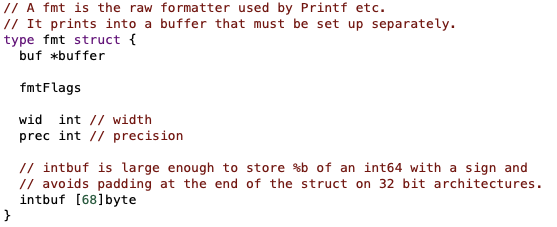 // A fmt is the raw formatter used by Printf etc.
// It prints into a buffer that must be set up separately.
type fmt struct {
  buf *buffer

  fmtFlags

  wid  int // width
  prec int // precision

  // intbuf is large enough to store %b of an int64 with a sign and
  // avoids padding at the end of the struct on 32 bit architectures.
  intbuf [68]byte
}